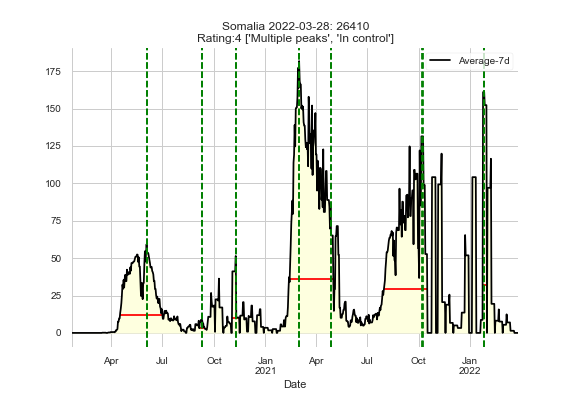 Somalia 2022-03-28: 26410
Rating:4 ['Multiple peaks', 'In control']
Average-7d
175
150
125
100
75
50
25
0
Apr Jul Oct Jan Apr Jul Oct Jan
2021 2022
Date